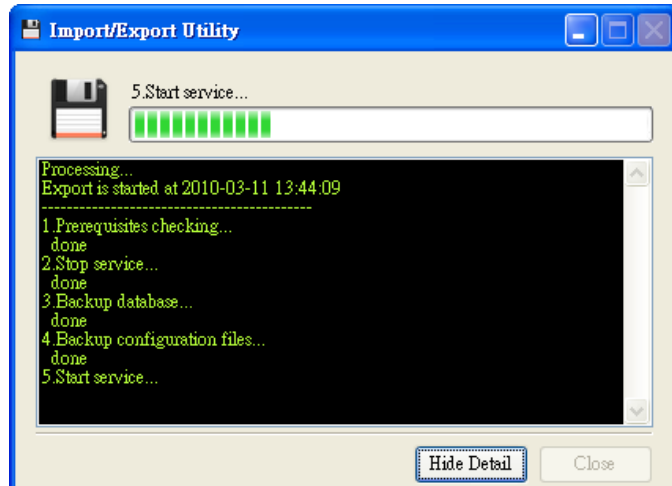 Import/Export Utility
5.Start service...
Processing...
Export is started at 2010-03-11 13:44:09
-------------------------------------------
1.Prerequisites checking...
done
2.Stop service...
done
3.Backup database...
done
4.Backup configuration files...
done
5.Start service...
Hide Detail
Close